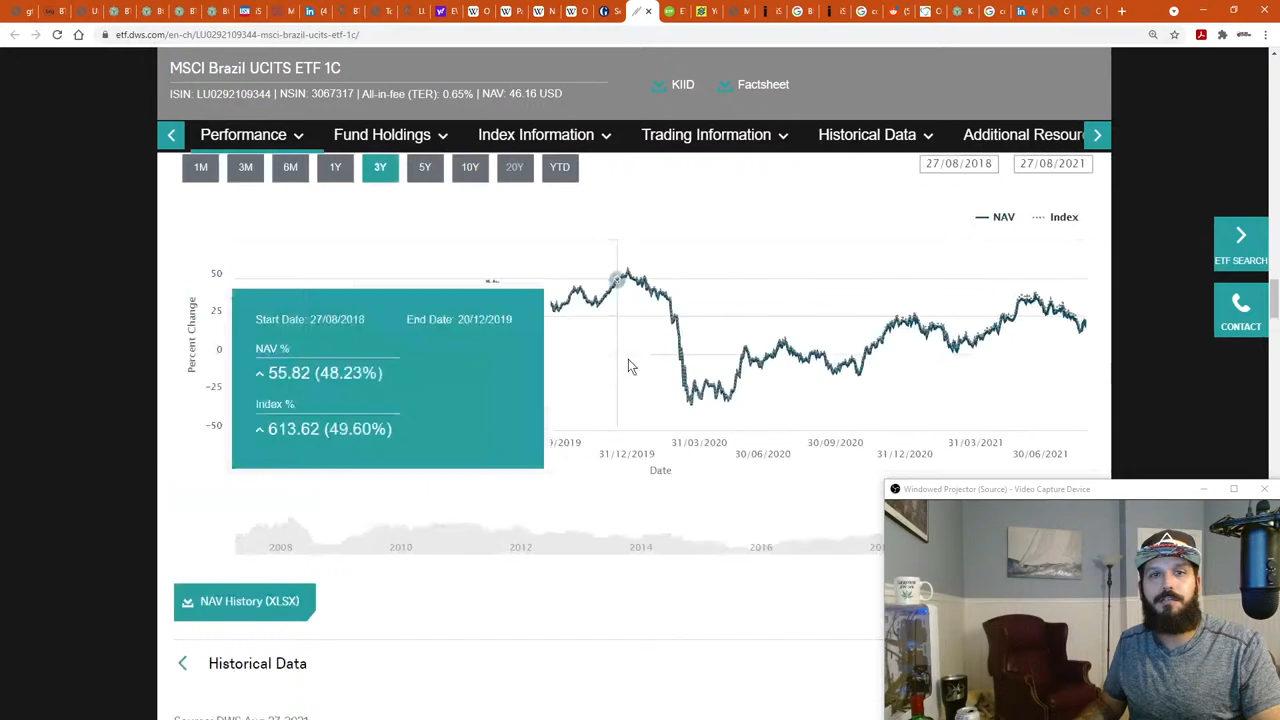 etf.dws.com/en-ch/LU0292109344-msci-brazil-ucits-etf-1c/
MSCI Brazil UCITS ETF 1C
ISIN: LU0292109344 | NSIN: 3067317 | All-in-fee (TER): 0.65% | NAV: 46.16 USD
KIID
Factsheet
Performance
Fund Holdings
Index Information
Trading Information
Historical Data
Additional Resour
1M
3M
6M
1Y
3Y
5Y
10Y
20Y
YTD
27/08/2018
27/08/2021
NAV
Index
ETF SEARCH
CONTACT
Percent Change
50
25
0
−25
−50
Start Date: 27/08/2018
End Date: 20/12/2019
NAV %
55.82 (48.23%)
Index %
613.62 (49.60%)
/2019
31/12/2019
31/03/2020
30/06/2020
30/09/2020
31/12/2020
31/03/2021
30/06/2021
Date
2008
2010
2012
2014
2016
Windowed Projector (Source) - Video Capture Device
NAV History (XLSX)
Historical Data
Source: DWS Aug 27, 2021